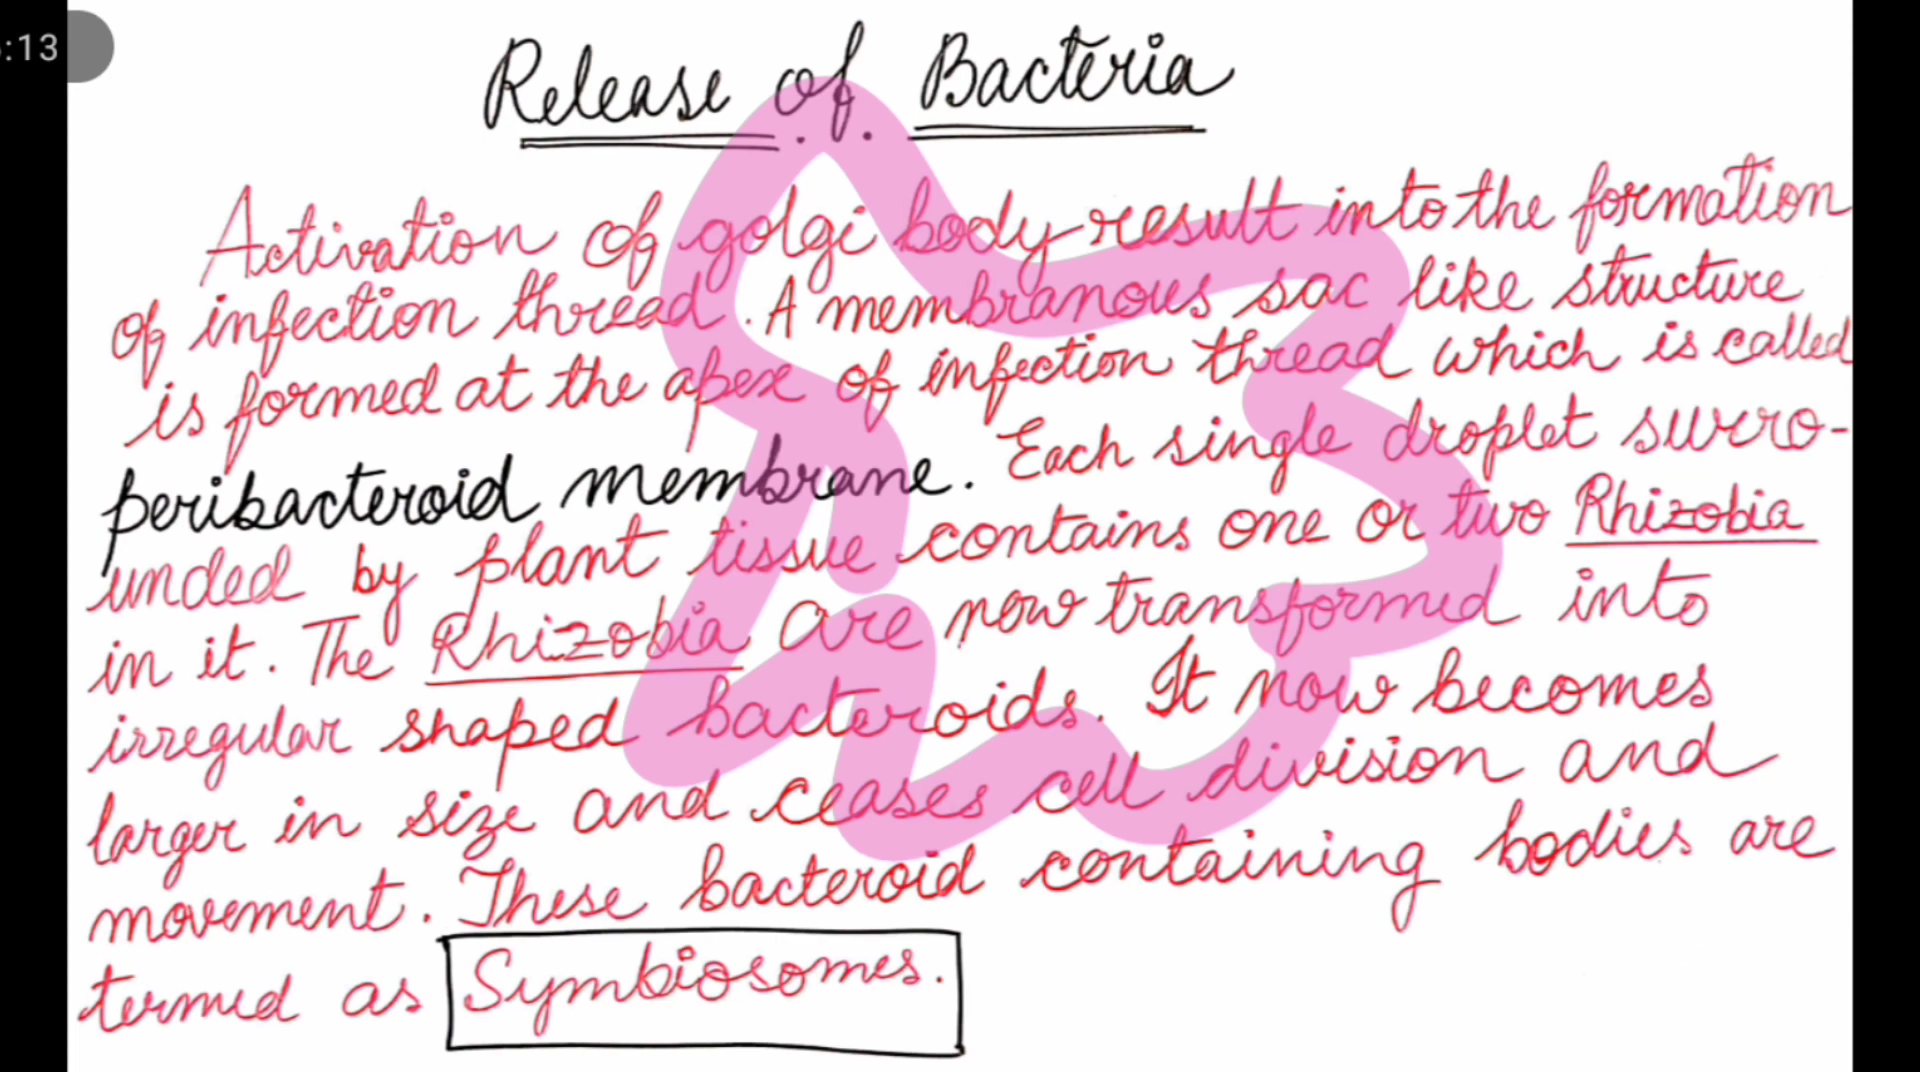 :13
Release of Bacteria
Activation of golgi body result into the formation
of infection thread. A membranous sac like structure
is formed at the apex of infection thread which is called
peribacteroid membrane. Each single droplet surro-
unded by plant tissue contains one or two Rhizobia
in it. The Rhizobia are now transformed into
irregular shaped bacteroids. It now becomes
larger in size and ceases cell division and
movement. These bacteroid containing bodies are
termed as Symbiosomes.